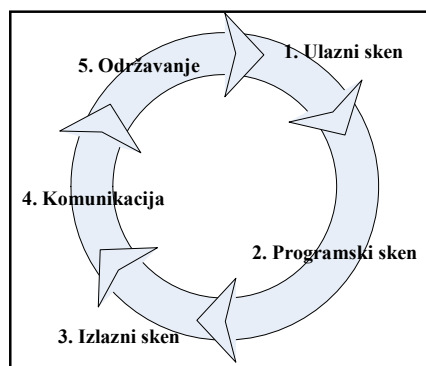 1. Ulazni sken
2. Programski sken
3. Izlazni sken
4. Komunikacija
5. Održavanje